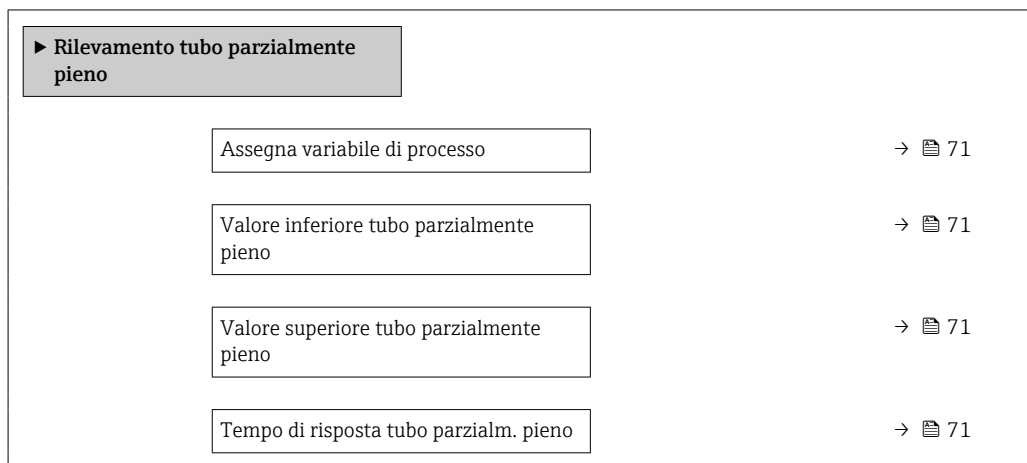 ▶ Rilevamento tubo parzialmente
pieno
Assegna variabile di processo → 71
Valore inferiore tubo parzialmente → 71
pieno
Valore superiore tubo parzialmente → 71
pieno
Tempo di risposta tubo parzialm. pieno → 71